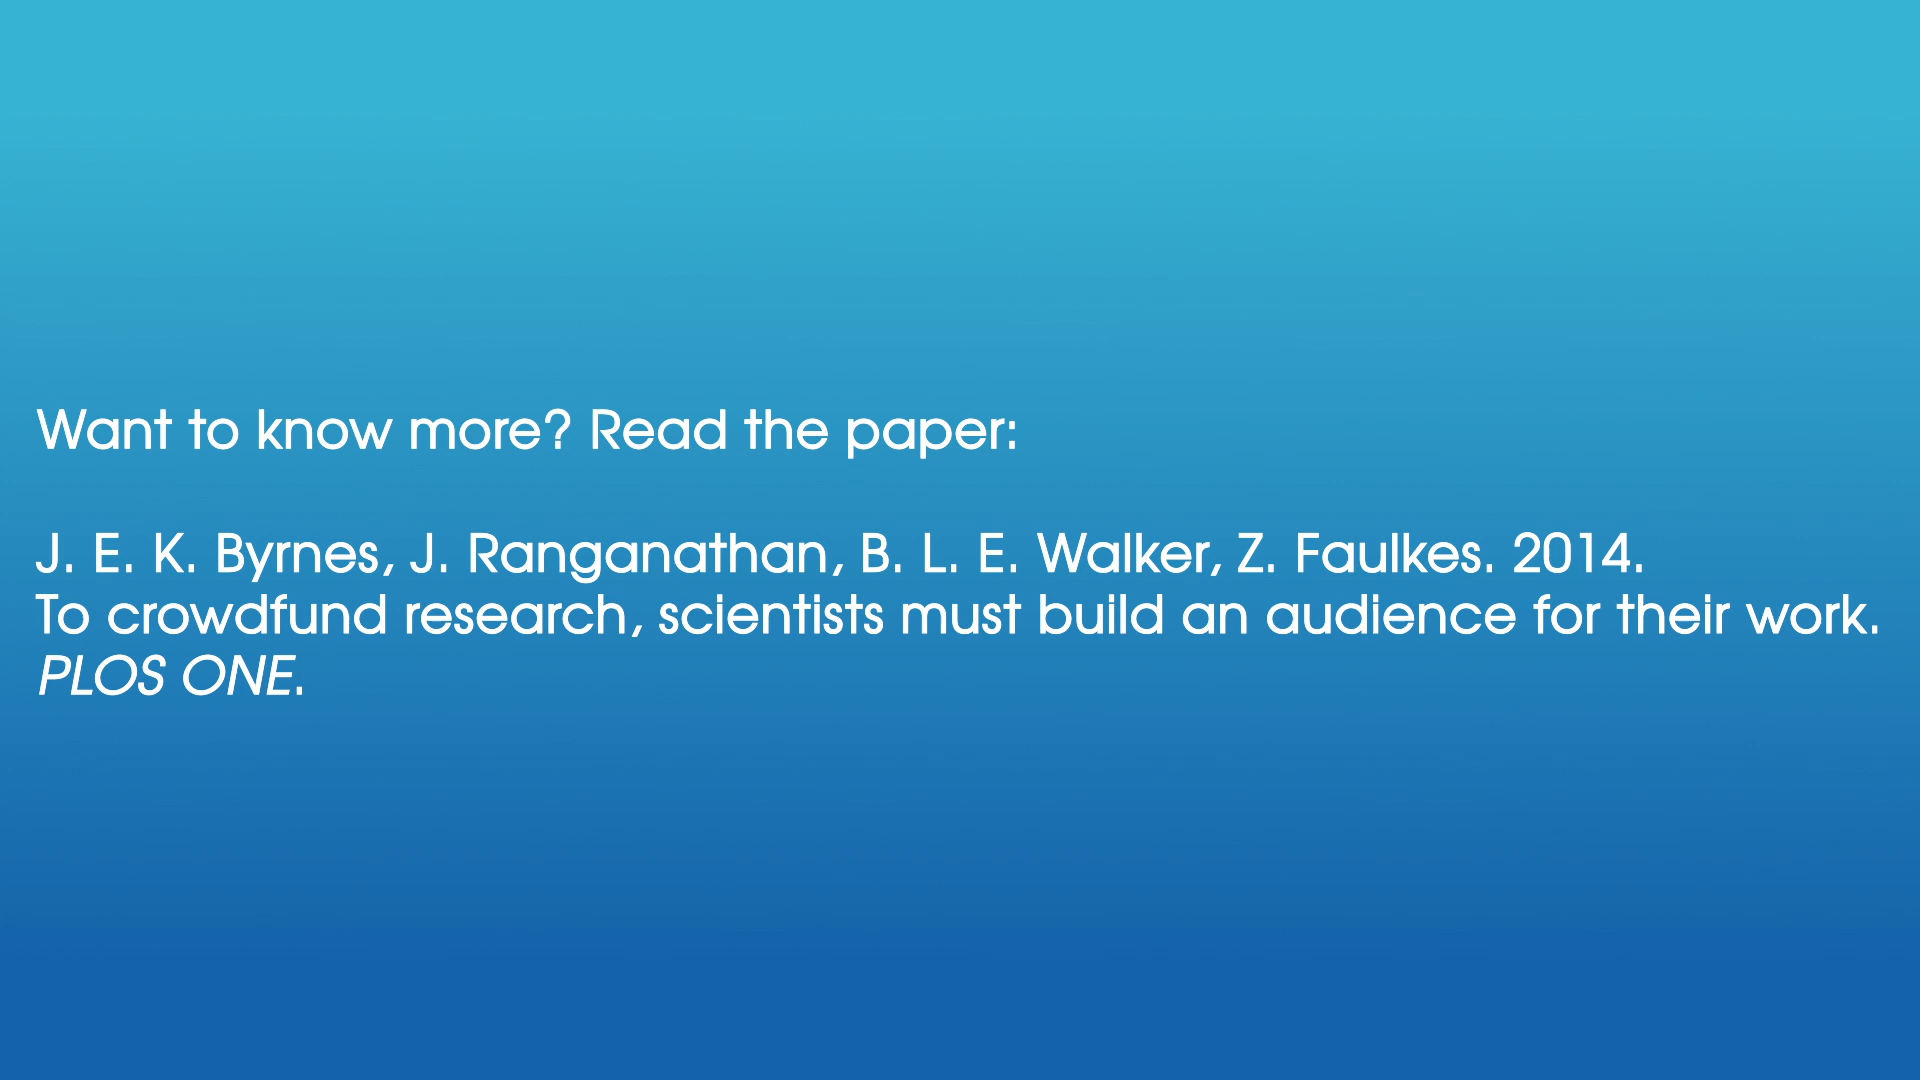 Want to know more? Read the paper:
J. E. K. Byrnes, J. Ranganathan, B. L. E. Walker, Z. Faulkes. 2014.
To crowdfund research, scientists must build an audience for their work.
PLOS ONE.